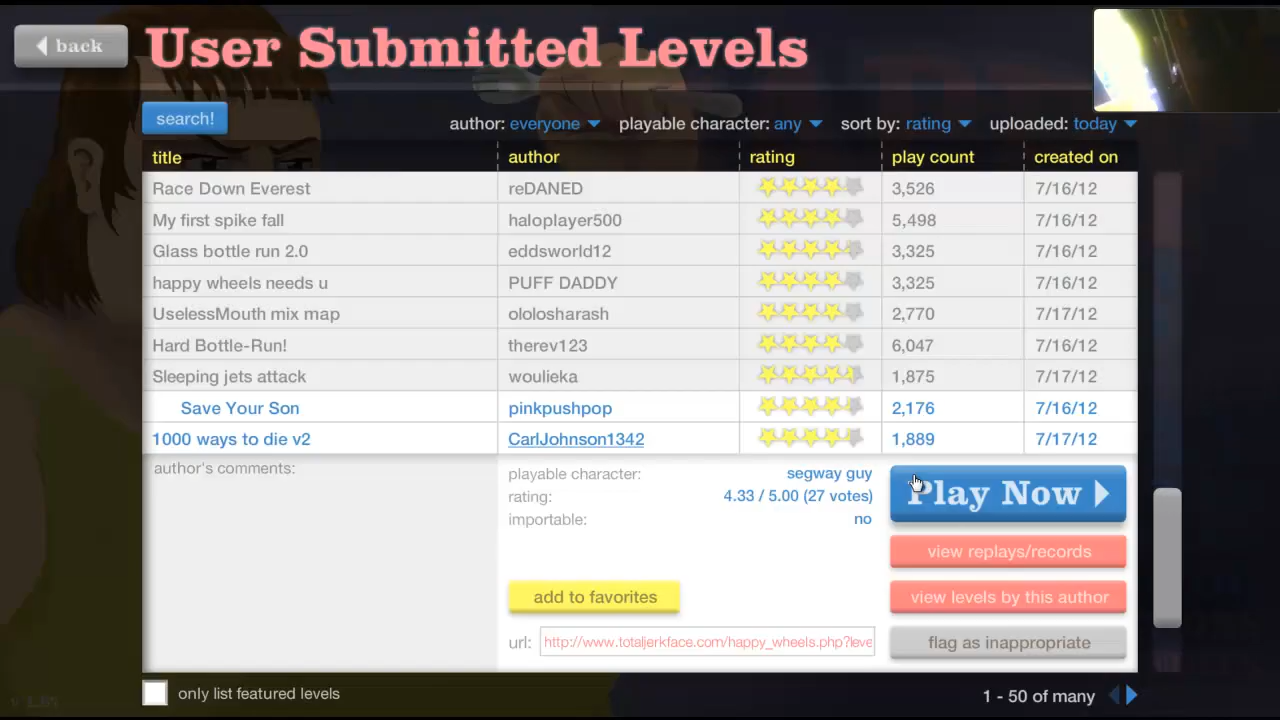 back
User Submitted Levels
search!
author: everyone playable character: any sort by: rating uploaded: today
title author rating play count created on
Race Down Everest reDANED 3,526 7/16/12
My first spike fall haloplayer500 5,498 7/16/12
Glass bottle run 2.0 eddsworld12 3,325 7/16/12
happy wheels needs u PUFF DADDY 3,325 7/16/12
UselessMouth mix map ololosharash 2,770 7/17/12
Hard Bottle-Run! therev123 6,047 7/16/12
Sleeping jets attack woulieka 1,875 7/17/12
Save Your Son pinkpushpop 2,176 7/16/12
1000 ways to die v2 CarlJohnson1342 1,889 7/17/12
author's comments:
playable character: segway guy
rating: 4.33 / 5.00 (27 votes)
importable: no
Play Now
view replays/records
add to favorites
view levels by this author
url: http://www.totaljerkface.com/happy_wheels.php?leve
flag as inappropriate
only list featured levels
1 - 50 of many